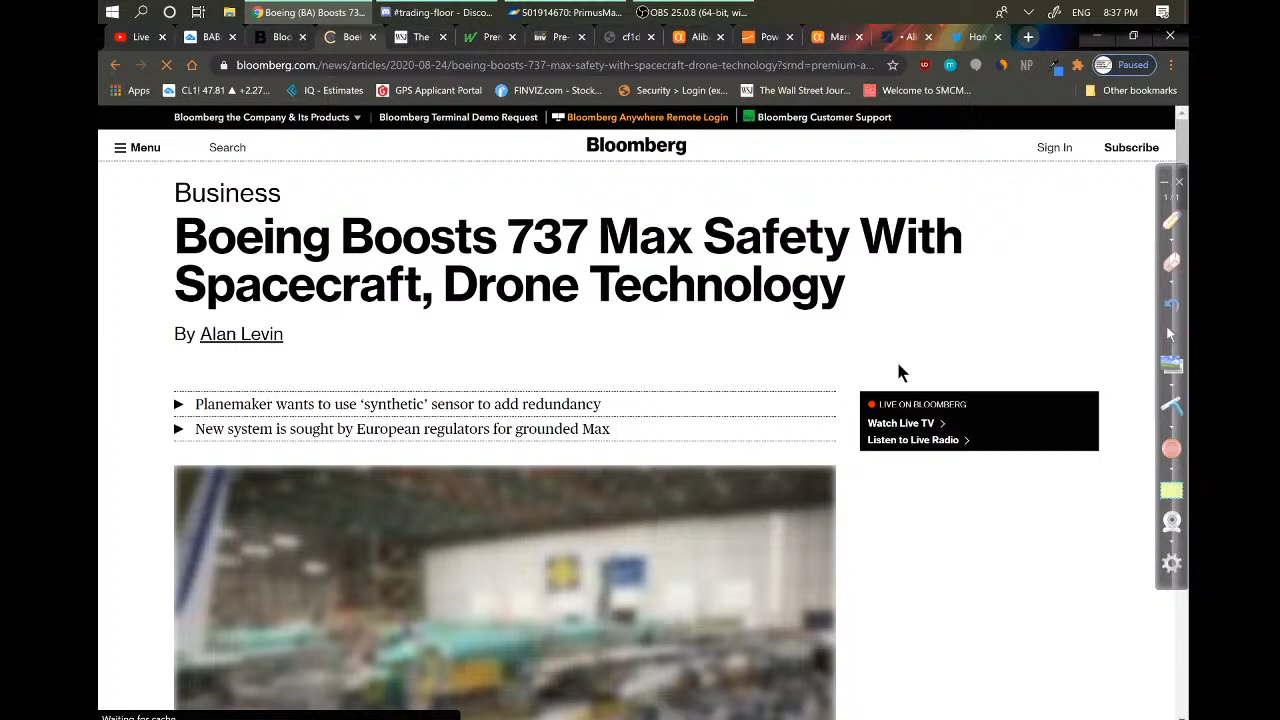 Boeing (BA) Boosts 73... #trading-floor - Disco... 501914670: PrimusMa... OBS 25.0.8 (64-bit, wi... ENG 8:37 PM
Live BAB Bloc Boei The Pren Pre- cf1d Alib Pow Mar Ali Hon
bloomberg.com/news/articles/2020-08-24/boeing-boosts-737-max-safety-with-spacecraft-drone-technology?srnd=premium-a... NP Paused
Apps CL1! 47.81 ▲ +2.27... IQ - Estimates GPS Applicant Portal FINVIZ.com - Stock... Security > Login (ex... The Wall Street Jour... Welcome to SMCM... Other bookmarks
Bloomberg the Company & Its Products Bloomberg Terminal Demo Request Bloomberg Anywhere Remote Login Bloomberg Customer Support
Menu Search Bloomberg Sign In Subscribe
1/1
Business
Boeing Boosts 737 Max Safety With
Spacecraft, Drone Technology
By Alan Levin
Planemaker wants to use ‘synthetic’ sensor to add redundancy
New system is sought by European regulators for grounded Max
LIVE ON BLOOMBERG
Watch Live TV
Listen to Live Radio
Waiting for cache